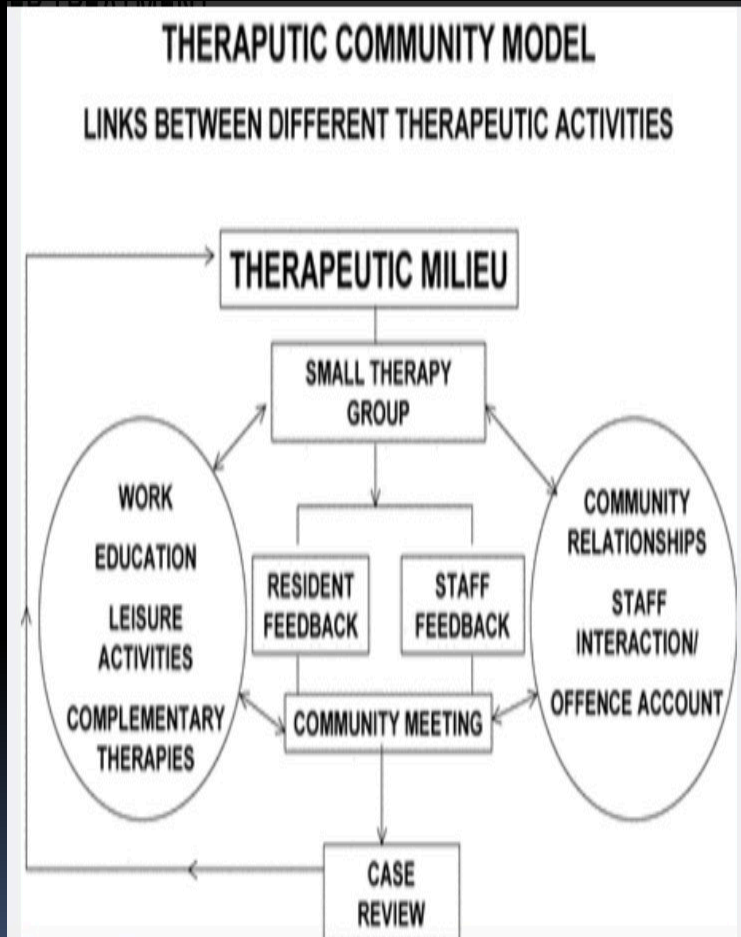 THERAPUTIC COMMUNITY MODEL
LINKS BETWEEN DIFFERENT THERAPEUTIC ACTIVITIES
THERAPEUTIC MILIEU
SMALL THERAPY
GROUP
WORK
EDUCATION
LEISURE
ACTIVITIES
COMPLEMENTARY
THERAPIES
RESIDENT
FEEDBACK
STAFF
FEEDBACK
COMMUNITY
RELATIONSHIPS
STAFF
INTERACTION/
OFFENCE ACCOUNT
COMMUNITY MEETING
CASE
REVIEW